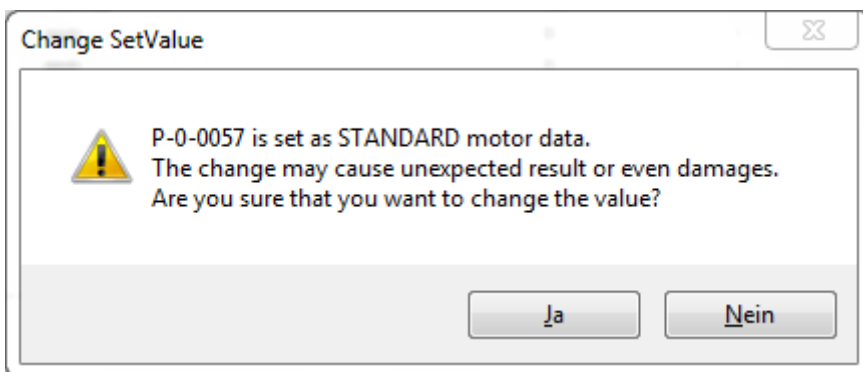 Change SetValue
P-0-0057 is set as STANDARD motor data.
The change may cause unexpected result or even damages.
Are you sure that you want to change the value?
Ja
Nein